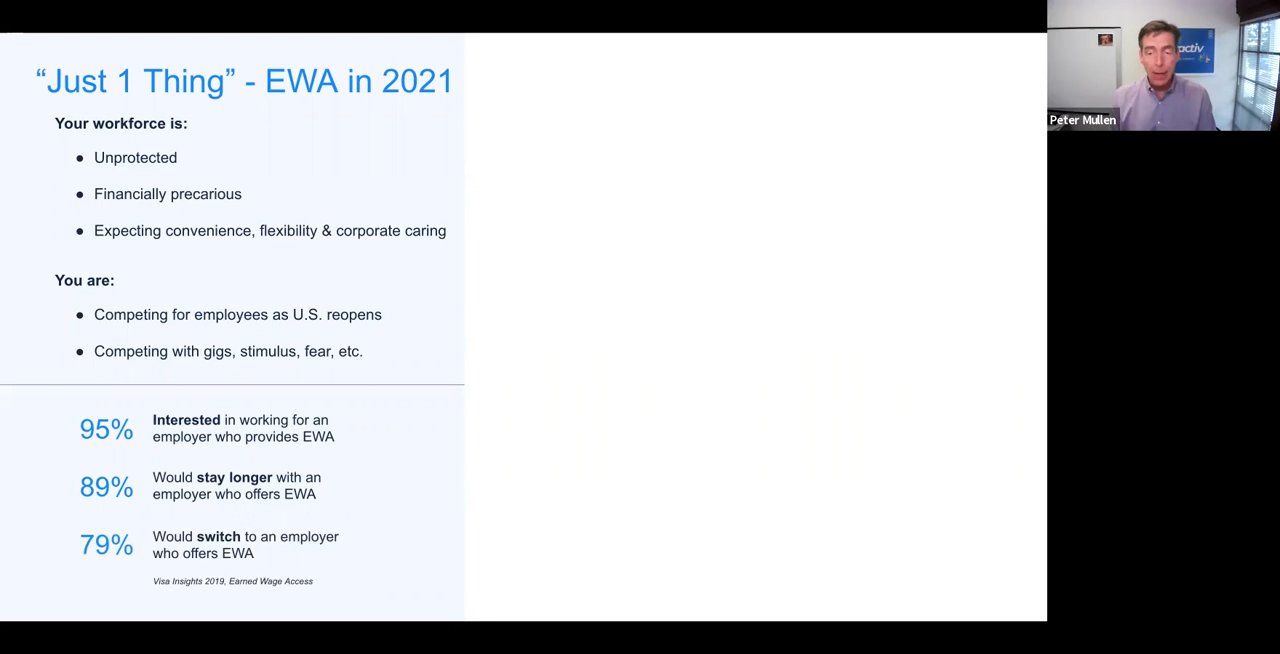 “Just 1 Thing” - EWA in 2021
Your workforce is:
● Unprotected
● Financially precarious
● Expecting convenience, flexibility & corporate caring
You are:
● Competing for employees as U.S. reopens
● Competing with gigs, stimulus, fear, etc.
95%
Interested in working for an
employer who provides EWA
89%
Would stay longer with an
employer who offers EWA
79%
Would switch to an employer
who offers EWA
Visa Insights 2019, Earned Wage Access
activ
Peter Mullen